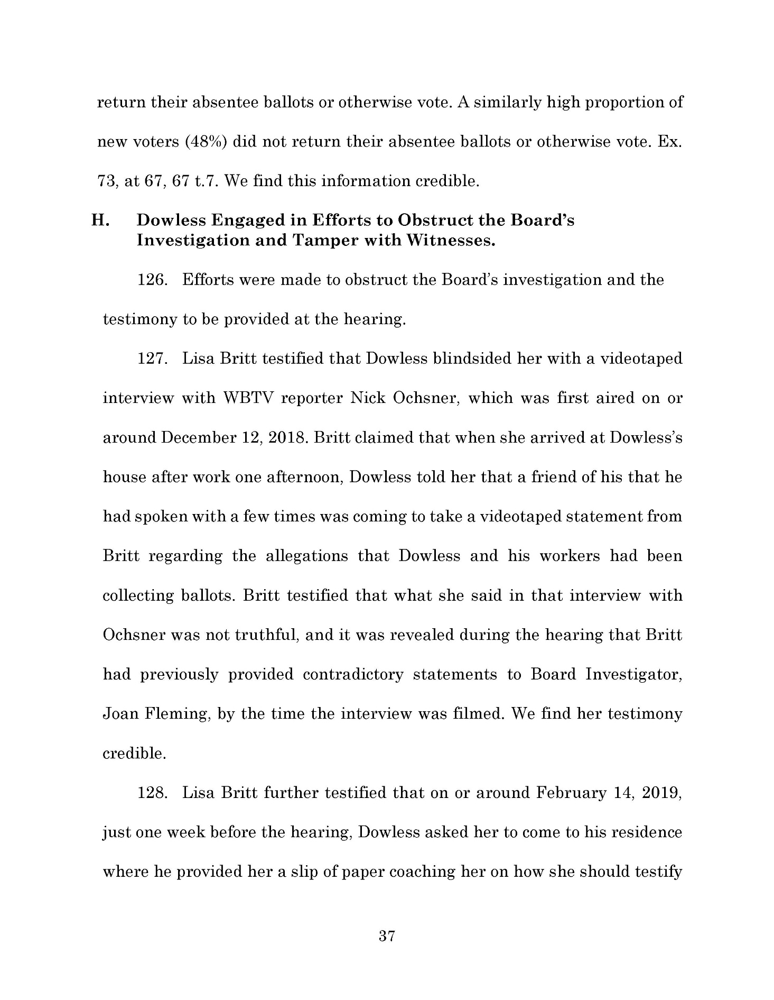 return their absentee ballots or otherwise vote. A similarly high proportion of
new voters (48%) did not return their absentee ballots or otherwise vote. Ex.
73, at 67, 67 t.7. We find this information credible.
H. Dowless Engaged in Efforts to Obstruct the Board’s
Investigation and Tamper with Witnesses.
126. Efforts were made to obstruct the Board’s investigation and the
testimony to be provided at the hearing.
127. Lisa Britt testified that Dowless blindsided her with a videotaped
interview with WBTV reporter Nick Ochsner, which was first aired on or
around December 12, 2018. Britt claimed that when she arrived at Dowless’s
house after work one afternoon, Dowless told her that a friend of his that he
had spoken with a few times was coming to take a videotaped statement from
Britt regarding the allegations that Dowless and his workers had been
collecting ballots. Britt testified that what she said in that interview with
Ochsner was not truthful, and it was revealed during the hearing that Britt
had previously provided contradictory statements to Board Investigator,
Joan Fleming, by the time the interview was filmed. We find her testimony
credible.
128. Lisa Britt further testified that on or around February 14, 2019,
just one week before the hearing, Dowless asked her to come to his residence
where he provided her a slip of paper coaching her on how she should testify
37